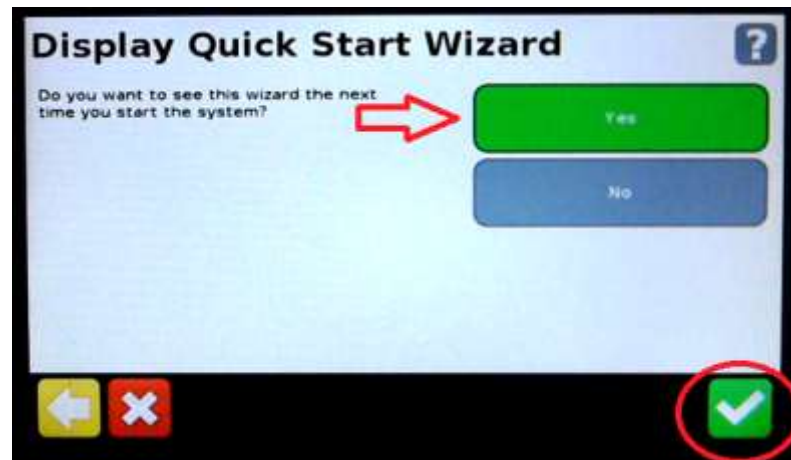 Display Quick Start Wizard
?
Do you want to see this wizard the next
time you start the system?
Yes
No